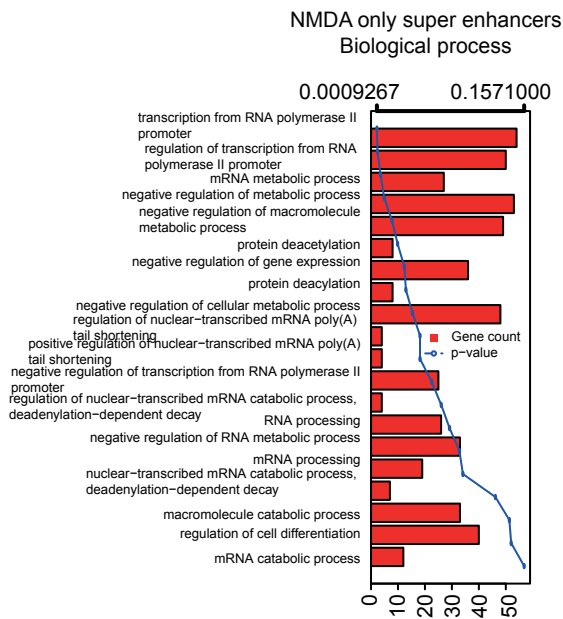 NMDA only super enhancers
Biological process
0.0009267 0.1571000
transcription from RNA polymerase II
promoter
regulation of transcription from RNA
polymerase II promoter
mRNA metabolic process
negative regulation of metabolic process
negative regulation of macromolecule
metabolic process
protein deacetylation
negative regulation of gene expression
protein deacylation
negative regulation of cellular metabolic process
regulation of nuclear−transcribed mRNA poly(A)
tail shortening
positive regulation of nuclear−transcribed mRNA poly(A)
tail shortening
negative regulation of transcription from RNA polymerase II
promoter
regulation of nuclear−transcribed mRNA catabolic process,
deadenylation−dependent decay
RNA processing
negative regulation of RNA metabolic process
mRNA processing
nuclear−transcribed mRNA catabolic process,
deadenylation−dependent decay
macromolecule catabolic process
regulation of cell differentiation
mRNA catabolic process
Gene count
p−value
0 10 20 30 40 50